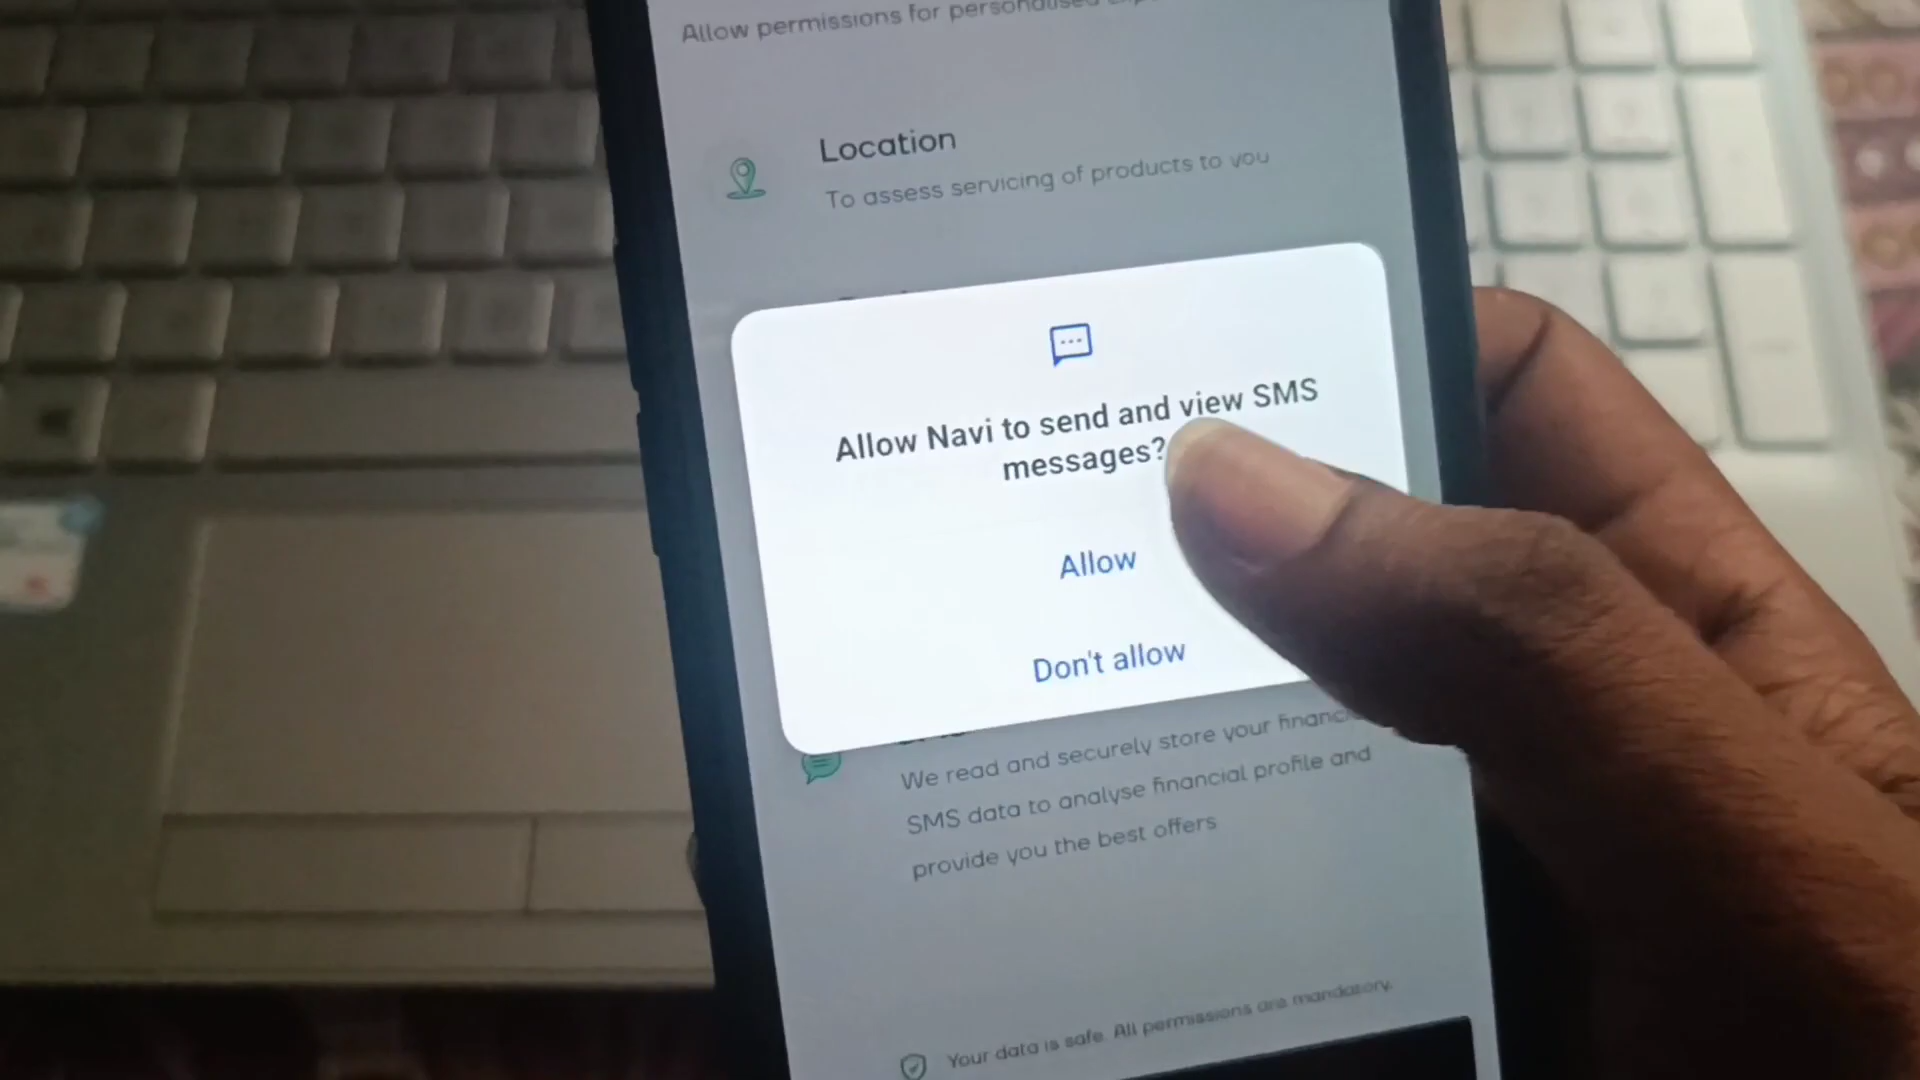 Allow permissions for personalised
Location
To assess servicing of products to you
Allow Navi to send and view SMS
messages?
Allow
Don't allow
We read and securely store your
SMS data to analyse financial profile and
provide you the best offers
Your data is safe. All permissions are mandatory.